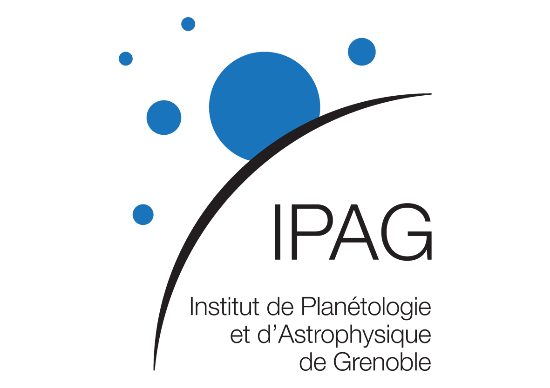 IPAG
Institut de Planétologie
et d'Astrophysique
de Grenoble